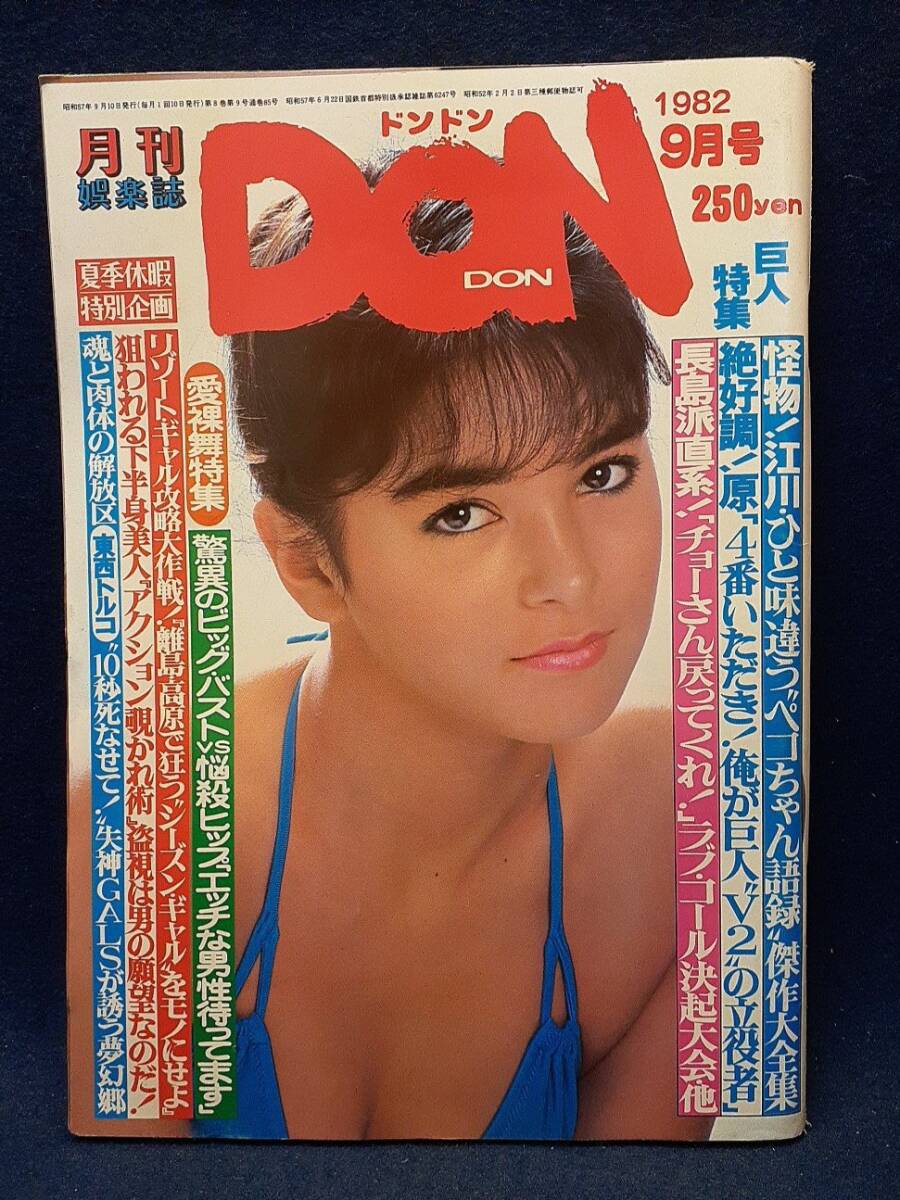 昭和57年9月10日発行(毎月1回10日発行)第8巻第9号通巻85号 昭和57年6月22日国鉄首都特別扱承認雑誌第6247号 昭和52年2月2日第三種郵便物認可
月刊
娯楽誌
ドンドン
DON
DON
1982
9月号
250yen
巨人
特集
怪物!江川・ひと味違う“ペコちゃん語録”傑作大全集
絶好調!原「4番いただき!俺が巨人“V2”の立役者」
長島派直系!「チョーさん戻ってくれ!」ラブ・コール決起大会・他
愛裸舞特集
驚異のビッグ・バストvs悩殺ヒップ「エッチな男性待ってます」
夏季休暇
特別企画
リゾート・ギャル攻略大作戦!『離島・高原で狂う“シーズン・ギャル”をモノにせよ』
狙われる下半身美人『アクション覗かれ術』盗視は男の願望なのだ!
魂と肉体の解放区●東西トルコ“10秒死なせて!”失神GALSが誘う夢幻郷